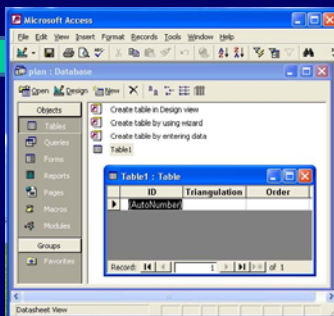 Microsoft Access
File Edit View Insert Format Records Tools Window Help
plan : Database
Open Design New
Objects
Tables
Queries
Forms
Reports
Pages
Macros
Modules
Groups
Favorites
Create table in Design view
Create table by using wizard
Create table by entering data
Table1
Table1 : Table
ID Triangulation Order
(AutoNumber)
Record: 1 of 1
Datasheet View